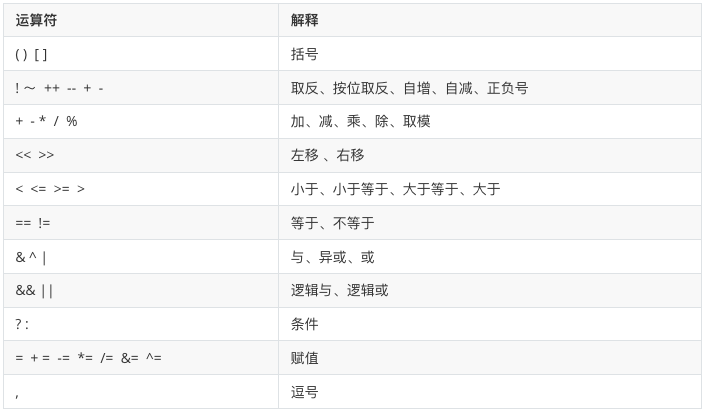 运算符 解释
( ) [ ] 括号
! ～ ++ -- + - 取反、按位取反、自增、自减、正负号
+ - * / % 加、减、乘、除、取模
<< >> 左移 、右移
< <= >= > 小于、小于等于、大于等于、大于
== != 等于、不等于
& ^ | 与、异或、或
&& || 逻辑与、逻辑或
? : 条件
= + = -= *= /= &= ^= 赋值
, 逗号